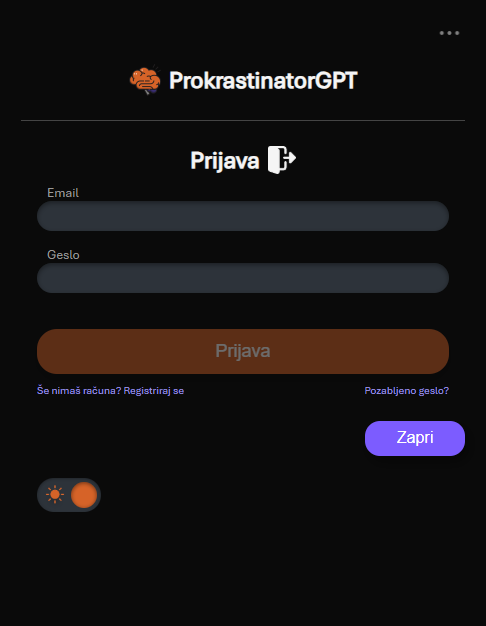 ProkrastinatorGPT
Prijava
Email
Geslo
Prijava
Še nimaš računa? Registriraj se
Pozabljeno geslo?
Zapri